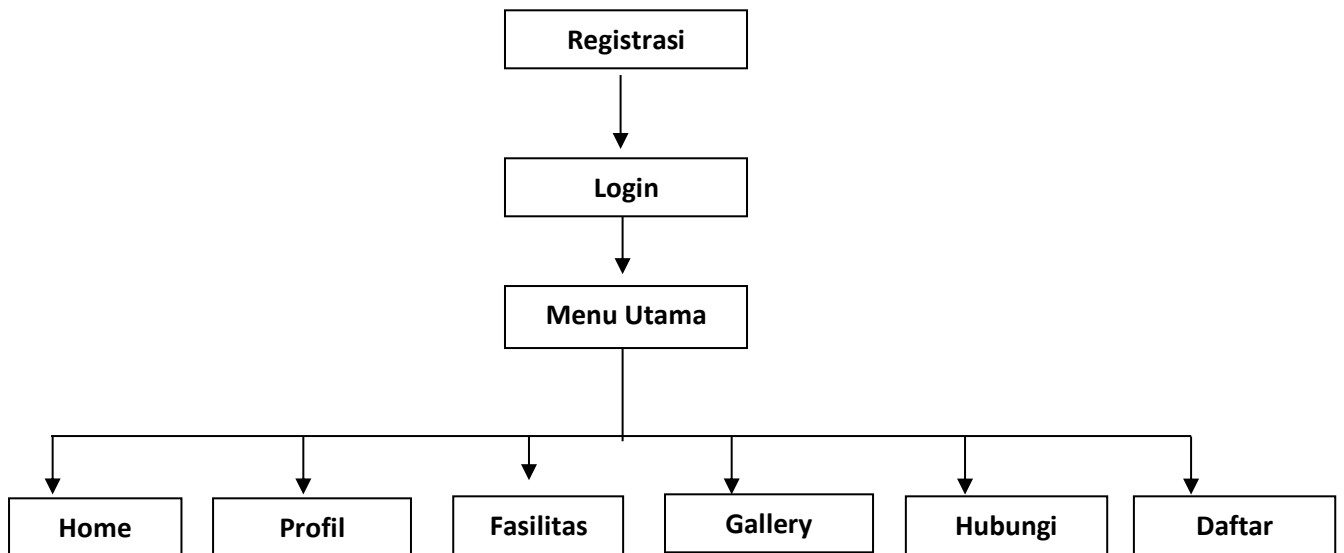 Registrasi
Login
Menu Utama
Home
Profil
Fasilitas
Gallery
Hubungi
Daftar